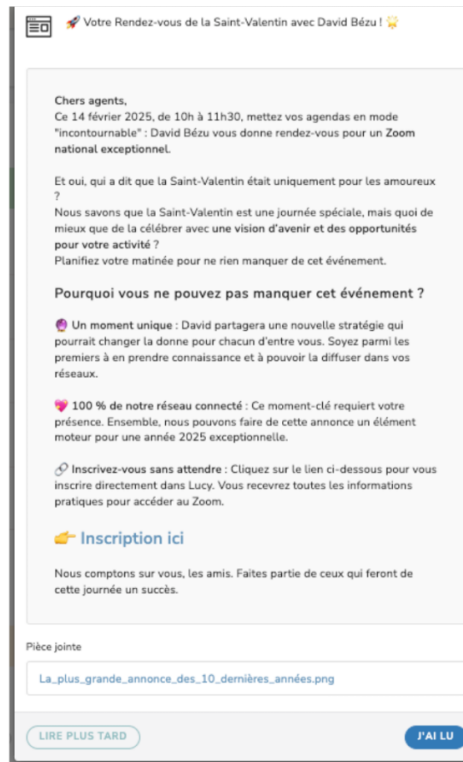 🚀 Votre Rendez-vous de la Saint-Valentin avec David Bézu ! 🌟
Chers agents,
Ce 14 février 2025, de 10h à 11h30, mettez vos agendas en mode
"incontournable" : David Bézu vous donne rendez-vous pour un Zoom
national exceptionnel.
Et oui, qui a dit que la Saint-Valentin était uniquement pour les amoureux
?
Nous savons que la Saint-Valentin est une journée spéciale, mais quoi de
mieux que de la célébrer avec une vision d'avenir et des opportunités
pour votre activité ?
Planifiez votre matinée pour ne rien manquer de cet événement.
Pourquoi vous ne pouvez pas manquer cet événement ?
🔮 Un moment unique : David partagera une nouvelle stratégie qui
pourrait changer la donne pour chacun d'entre vous. Soyez parmi les
premiers à en prendre connaissance et à pouvoir la diffuser dans vos
réseaux.
💖 100 % de notre réseau connecté : Ce moment-clé requiert votre
présence. Ensemble, nous pouvons faire de cette annonce un élément
moteur pour une année 2025 exceptionnelle.
🔗 Inscrivez-vous sans attendre : Cliquez sur le lien ci-dessous pour vous
inscrire directement dans Lucy. Vous recevrez toutes les informations
pratiques pour accéder au Zoom.
👉 Inscription ici
Nous comptons sur vous, les amis. Faites partie de ceux qui feront de
cette journée un succès.
Pièce jointe
La_plus_grande_annonce_des_10_dernières_années.png
LIRE PLUS TARD
J'AI LU